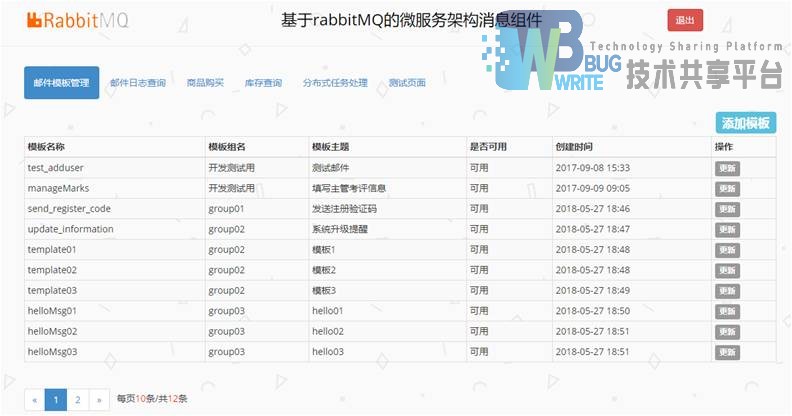 RabbitMQ 基于rabbitMQ的微服务架构消息组件 退出
WB Technology Sharing Platform
BUG WRITE 技术共享平台
邮件模板管理 邮件日志查询 商品购买 库存查询 分布式任务处理 测试页面
添加模板
模板名称 模板组名 模板主题 是否可用 创建时间 操作
test_adduser 开发测试用 测试邮件 可用 2017-09-08 15:33 更新
manageMarks 开发测试用 填写主管考评信息 可用 2017-09-09 09:05 更新
send_register_code group01 发送注册验证码 可用 2018-05-27 18:46 更新
update_information group02 系统升级提醒 可用 2018-05-27 18:47 更新
template01 group02 模板1 可用 2018-05-27 18:48 更新
template02 group02 模板2 可用 2018-05-27 18:48 更新
template03 group02 模板3 可用 2018-05-27 18:49 更新
helloMsg01 group03 hello01 可用 2018-05-27 18:50 更新
helloMsg02 group03 hello02 可用 2018-05-27 18:51 更新
helloMsg03 group03 hello03 可用 2018-05-27 18:51 更新
« 1 2 » 每页10条/共12条